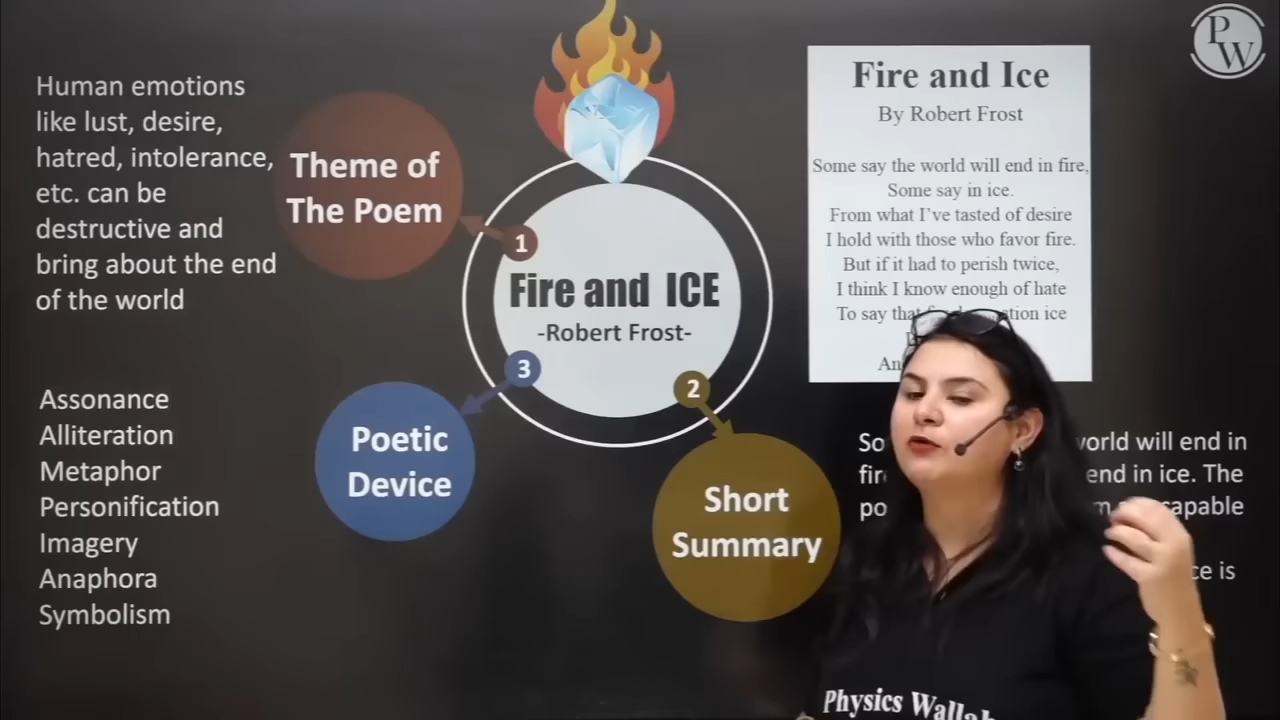 P
W
Human emotions
like lust, desire,
hatred, intolerance,
etc. can be
destructive and
bring about the end
of the world
Theme of
The Poem
1
Fire and ICE
-Robert Frost-
3
2
Fire and Ice
By Robert Frost
Some say the world will end in fire,
Some say in ice.
From what I've tasted of desire
I hold with those who favor fire.
But if it had to perish twice,
I think I know enough of hate
To say that ice
Assonance
Alliteration
Metaphor
Personification
Imagery
Anaphora
Symbolism
Poetic
Device
Short
Summary
world will end in
end in ice. The
capable
is
Physics